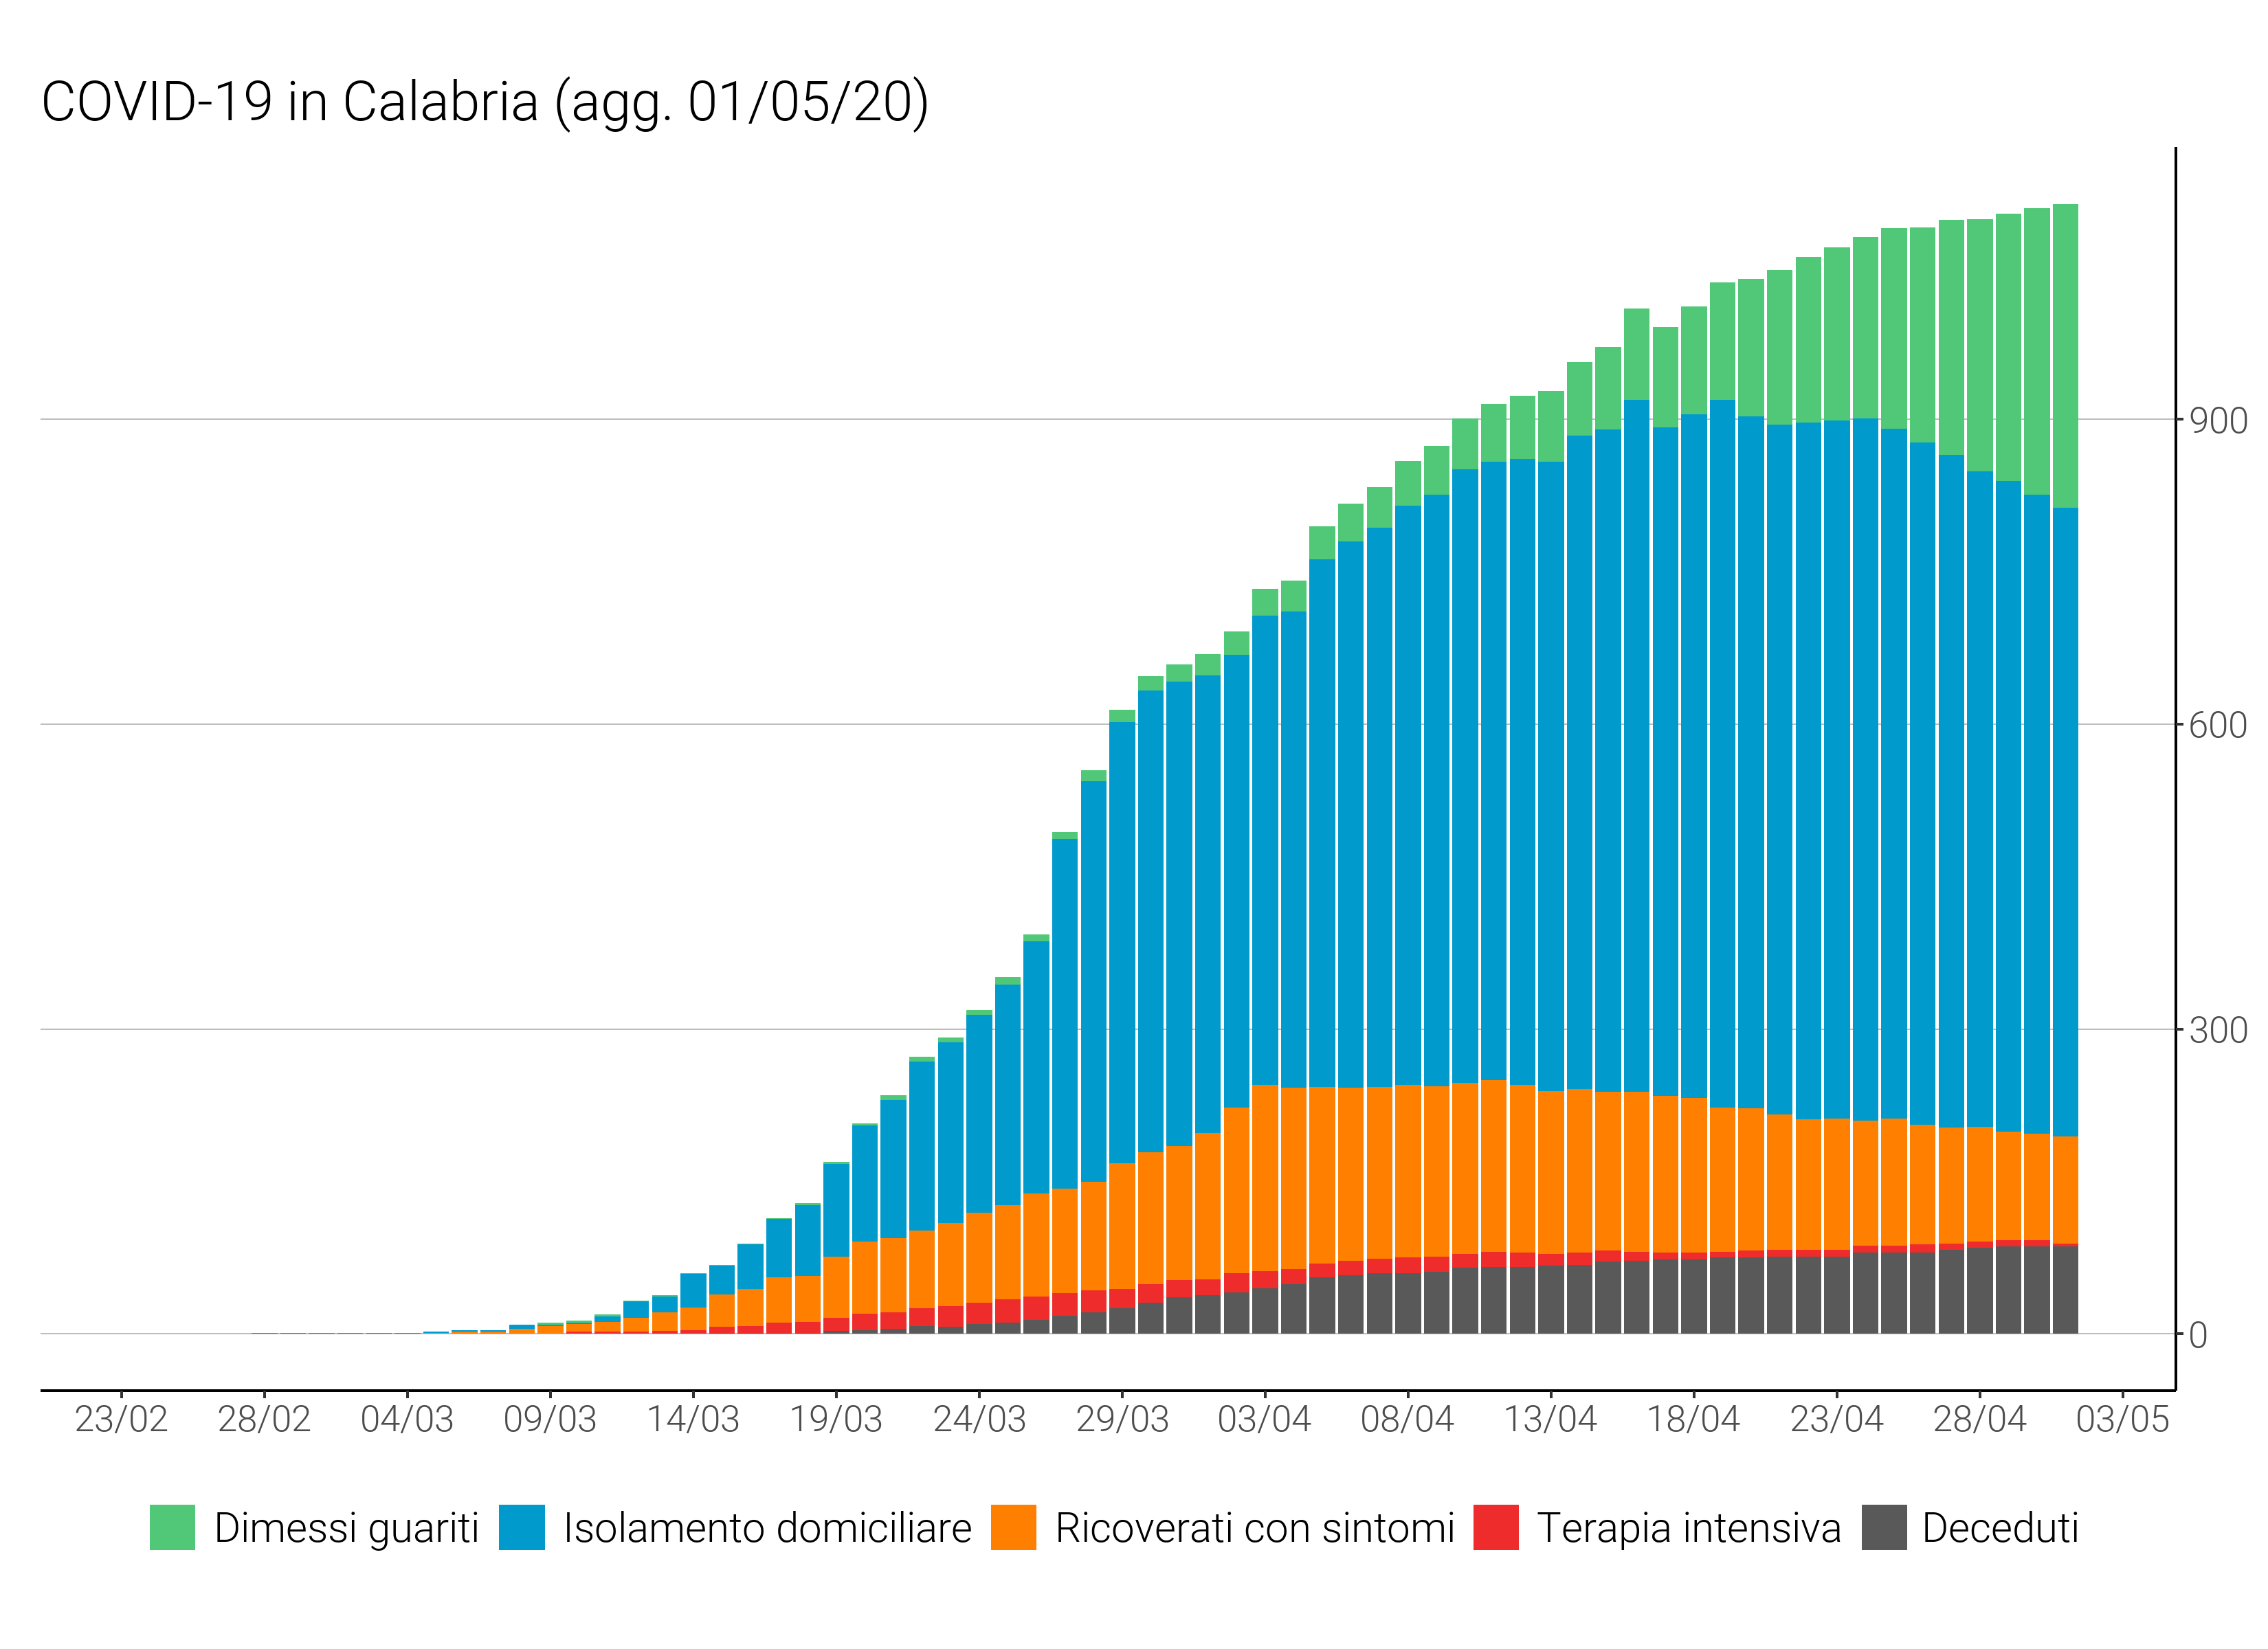 COVID-19 in Calabria (agg. 01/05/20)
900
600
300
0
23/02 28/02 04/03 09/03 14/03 19/03 24/03 29/03 03/04 08/04 13/04 18/04 23/04 28/04 03/05
Dimessi guariti Isolamento domiciliare Ricoverati con sintomi Terapia intensiva Deceduti